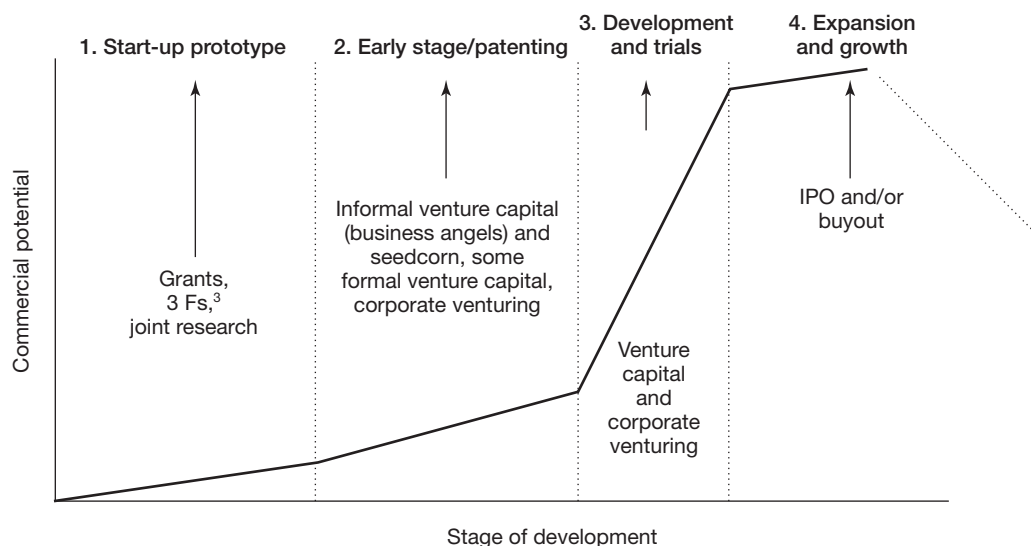 1. Start-up prototype
2. Early stage/patenting
3. Development
and trials
4. Expansion
and growth
Commercial potential
Grants,
3 Fs,³
joint research
Informal venture capital
(business angels) and
seedcorn, some
formal venture capital,
corporate venturing
Venture
capital
and
corporate
venturing
IPO and/or
buyout
Stage of development